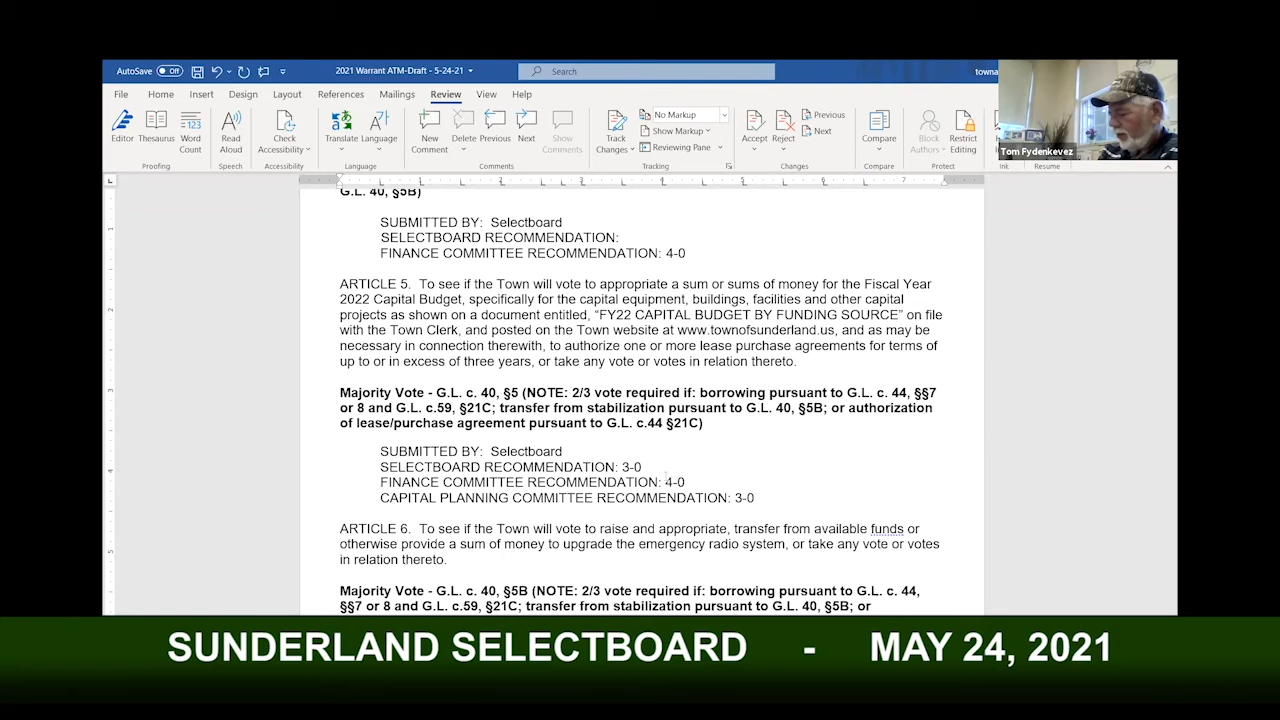 AutoSave Off 2021 Warrant ATM-Draft - 5-24-21 Search towna
File Home Insert Design Layout References Mailings Review View Help
Editor Thesaurus Word Count Read Aloud Check Accessibility Translate Language New Comment Delete Previous Next Show Comments Track Changes No Markup Show Markup Reviewing Pane Accept Reject Previous Next Compare Block Authors Restrict Editing
Proofing Speech Accessibility Language Comments Tracking Changes Compare Protect Ink Resume
Tom Fydenkevez
G.L. 40, §5B)
SUBMITTED BY: Selectboard
SELECTBOARD RECOMMENDATION:
FINANCE COMMITTEE RECOMMENDATION: 4-0
ARTICLE 5. To see if the Town will vote to appropriate a sum or sums of money for the Fiscal Year
2022 Capital Budget, specifically for the capital equipment, buildings, facilities and other capital
projects as shown on a document entitled, “FY22 CAPITAL BUDGET BY FUNDING SOURCE” on file
with the Town Clerk, and posted on the Town website at www.townofsunderland.us, and as may be
necessary in connection therewith, to authorize one or more lease purchase agreements for terms of
up to or in excess of three years, or take any vote or votes in relation thereto.
Majority Vote - G.L. c. 40, §5 (NOTE: 2/3 vote required if: borrowing pursuant to G.L. c. 44, §§7
or 8 and G.L. c.59, §21C; transfer from stabilization pursuant to G.L. 40, §5B; or authorization
of lease/purchase agreement pursuant to G.L. c.44 §21C)
SUBMITTED BY: Selectboard
SELECTBOARD RECOMMENDATION: 3-0
FINANCE COMMITTEE RECOMMENDATION: 4-0
CAPITAL PLANNING COMMITTEE RECOMMENDATION: 3-0
ARTICLE 6. To see if the Town will vote to raise and appropriate, transfer from available funds or
otherwise provide a sum of money to upgrade the emergency radio system, or take any vote or votes
in relation thereto.
Majority Vote - G.L. c. 40, §5B (NOTE: 2/3 vote required if: borrowing pursuant to G.L. c. 44,
§§7 or 8 and G.L. c.59, §21C; transfer from stabilization pursuant to G.L. 40, §5B; or
SUNDERLAND SELECTBOARD - MAY 24, 2021